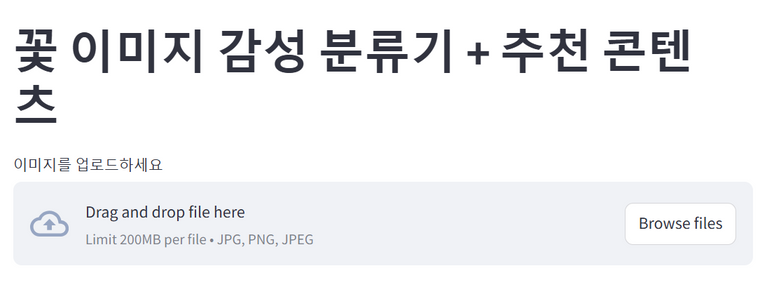 꽃 이미지 감성 분류기 + 추천 콘텐
츠
이미지를 업로드하세요
Drag and drop file here
Limit 200MB per file • JPG, PNG, JPEG
Browse files